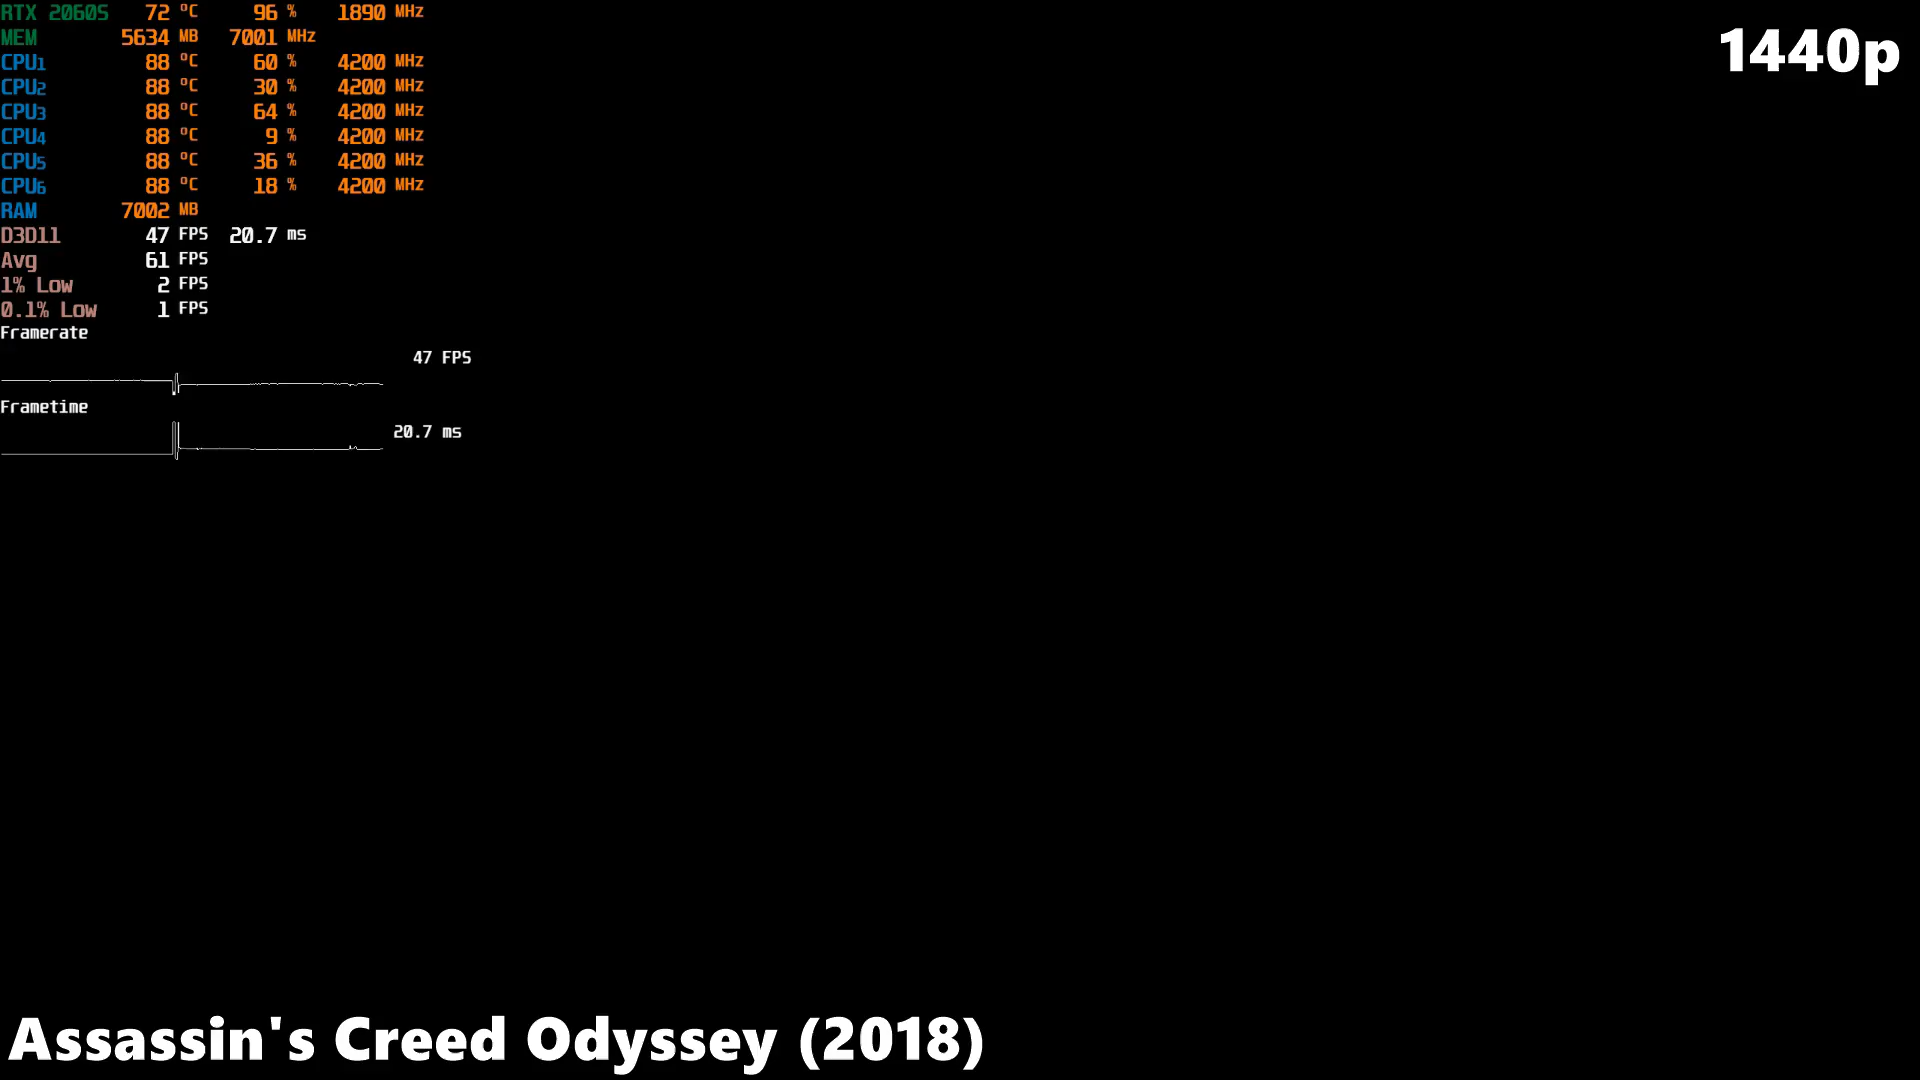 RTX 2060S 72 °C 96 % 1890 MHz
1440p
MEM 5634 MB 7001 MHz
CPU1 88 °C 60 % 4200 MHz
CPU2 88 °C 30 % 4200 MHz
CPU3 88 °C 64 % 4200 MHz
CPU4 88 °C 9 % 4200 MHz
CPU5 88 °C 36 % 4200 MHz
CPU6 88 °C 18 % 4200 MHz
RAM 7002 MB
D3D11 47 FPS 20.7 ms
Avg 61 FPS
1% Low 2 FPS
0.1% Low 1 FPS
Framerate
47 FPS
Frametime
20.7 ms
Assassin's Creed Odyssey (2018)